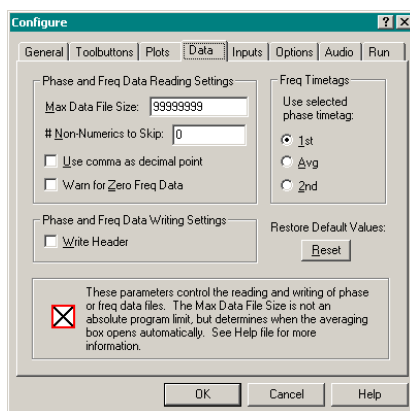 Configure
General Toolbuttons Plots Data Inputs Options Audio Run
Phase and Freq Data Reading Settings
Max Data File Size: 99999999
# Non-Numerics to Skip: 0
Use comma as decimal point
Warn for Zero Freq Data
Freq Timetags
Use selected
phase timetag:
1st
Avg
2nd
Phase and Freq Data Writing Settings
Write Header
Restore Default Values:
Reset
These parameters control the reading and writing of phase
or freq data files. The Max Data File Size is not an
absolute program limit, but determines when the averaging
box opens automatically. See Help file for more
information.
OK Cancel Help